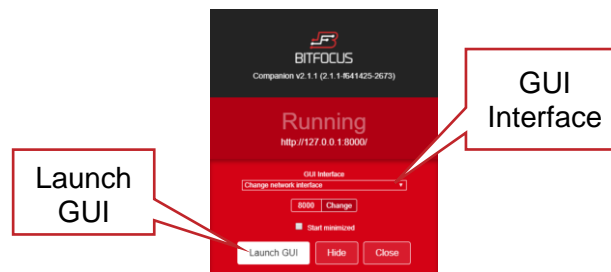 BITFOCUS
Companion v2.1.1 (2.1.1-f641425-2673)
Running
http://127.0.0.1:8000/
GUI Interface
Change network interface
8000 Change
Start minimized
Launch GUI Hide Close
GUI
Interface
Launch
GUI